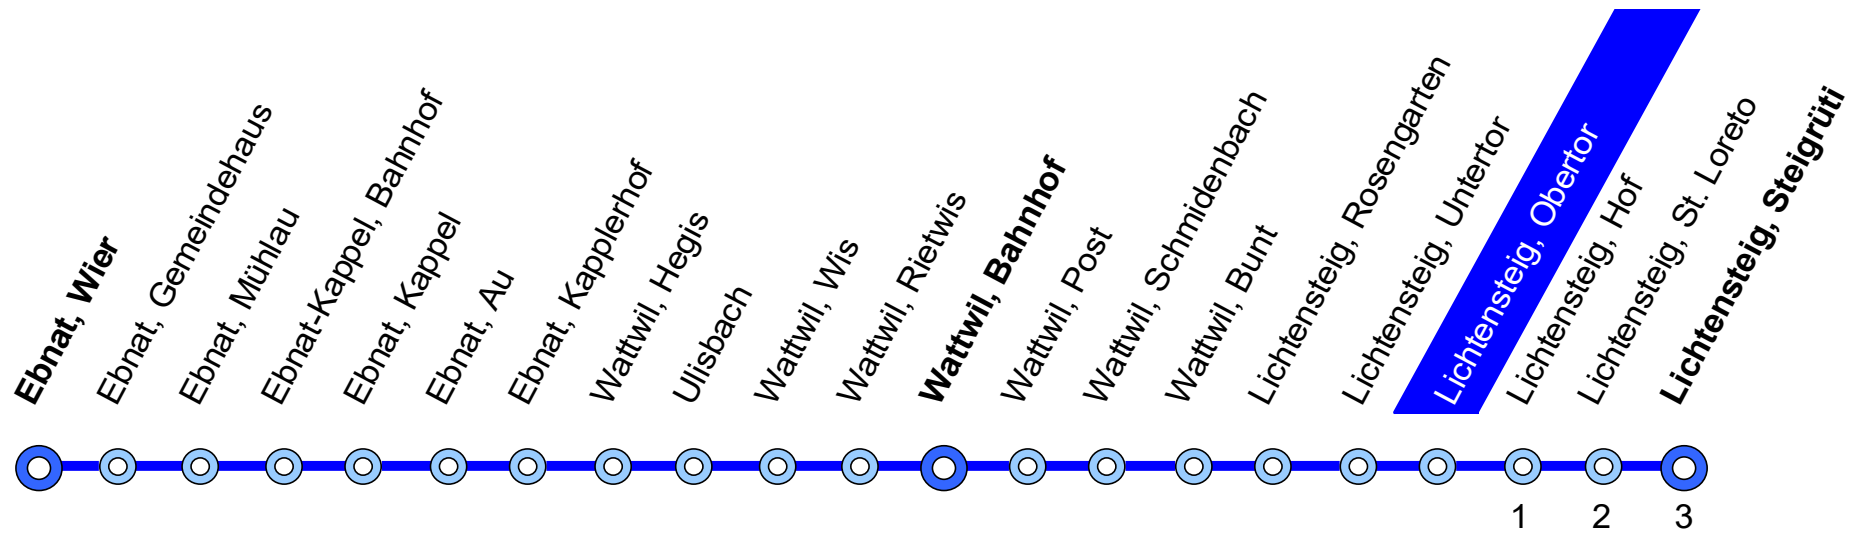 Ebnat, Wier
Ebnat, Gemeindehaus
Ebnat, Mühlau
Ebnat-Kappel, Bahnhof
Ebnat, Kappel
Ebnat, Au
Ebnat, Kapplerhof
Wattwil, Hegis
Ulisbach
Wattwil, Wis
Wattwil, Rietwis
Wattwil, Bahnhof
Wattwil, Post
Wattwil, Schmidenbach
Wattwil, Bunt
Lichtensteig, Rosengarten
Lichtensteig, Untertor
Lichtensteig, Obertor
Lichtensteig, Hof
Lichtensteig, St. Loreto
Lichtensteig, Steigrüti
1 2 3